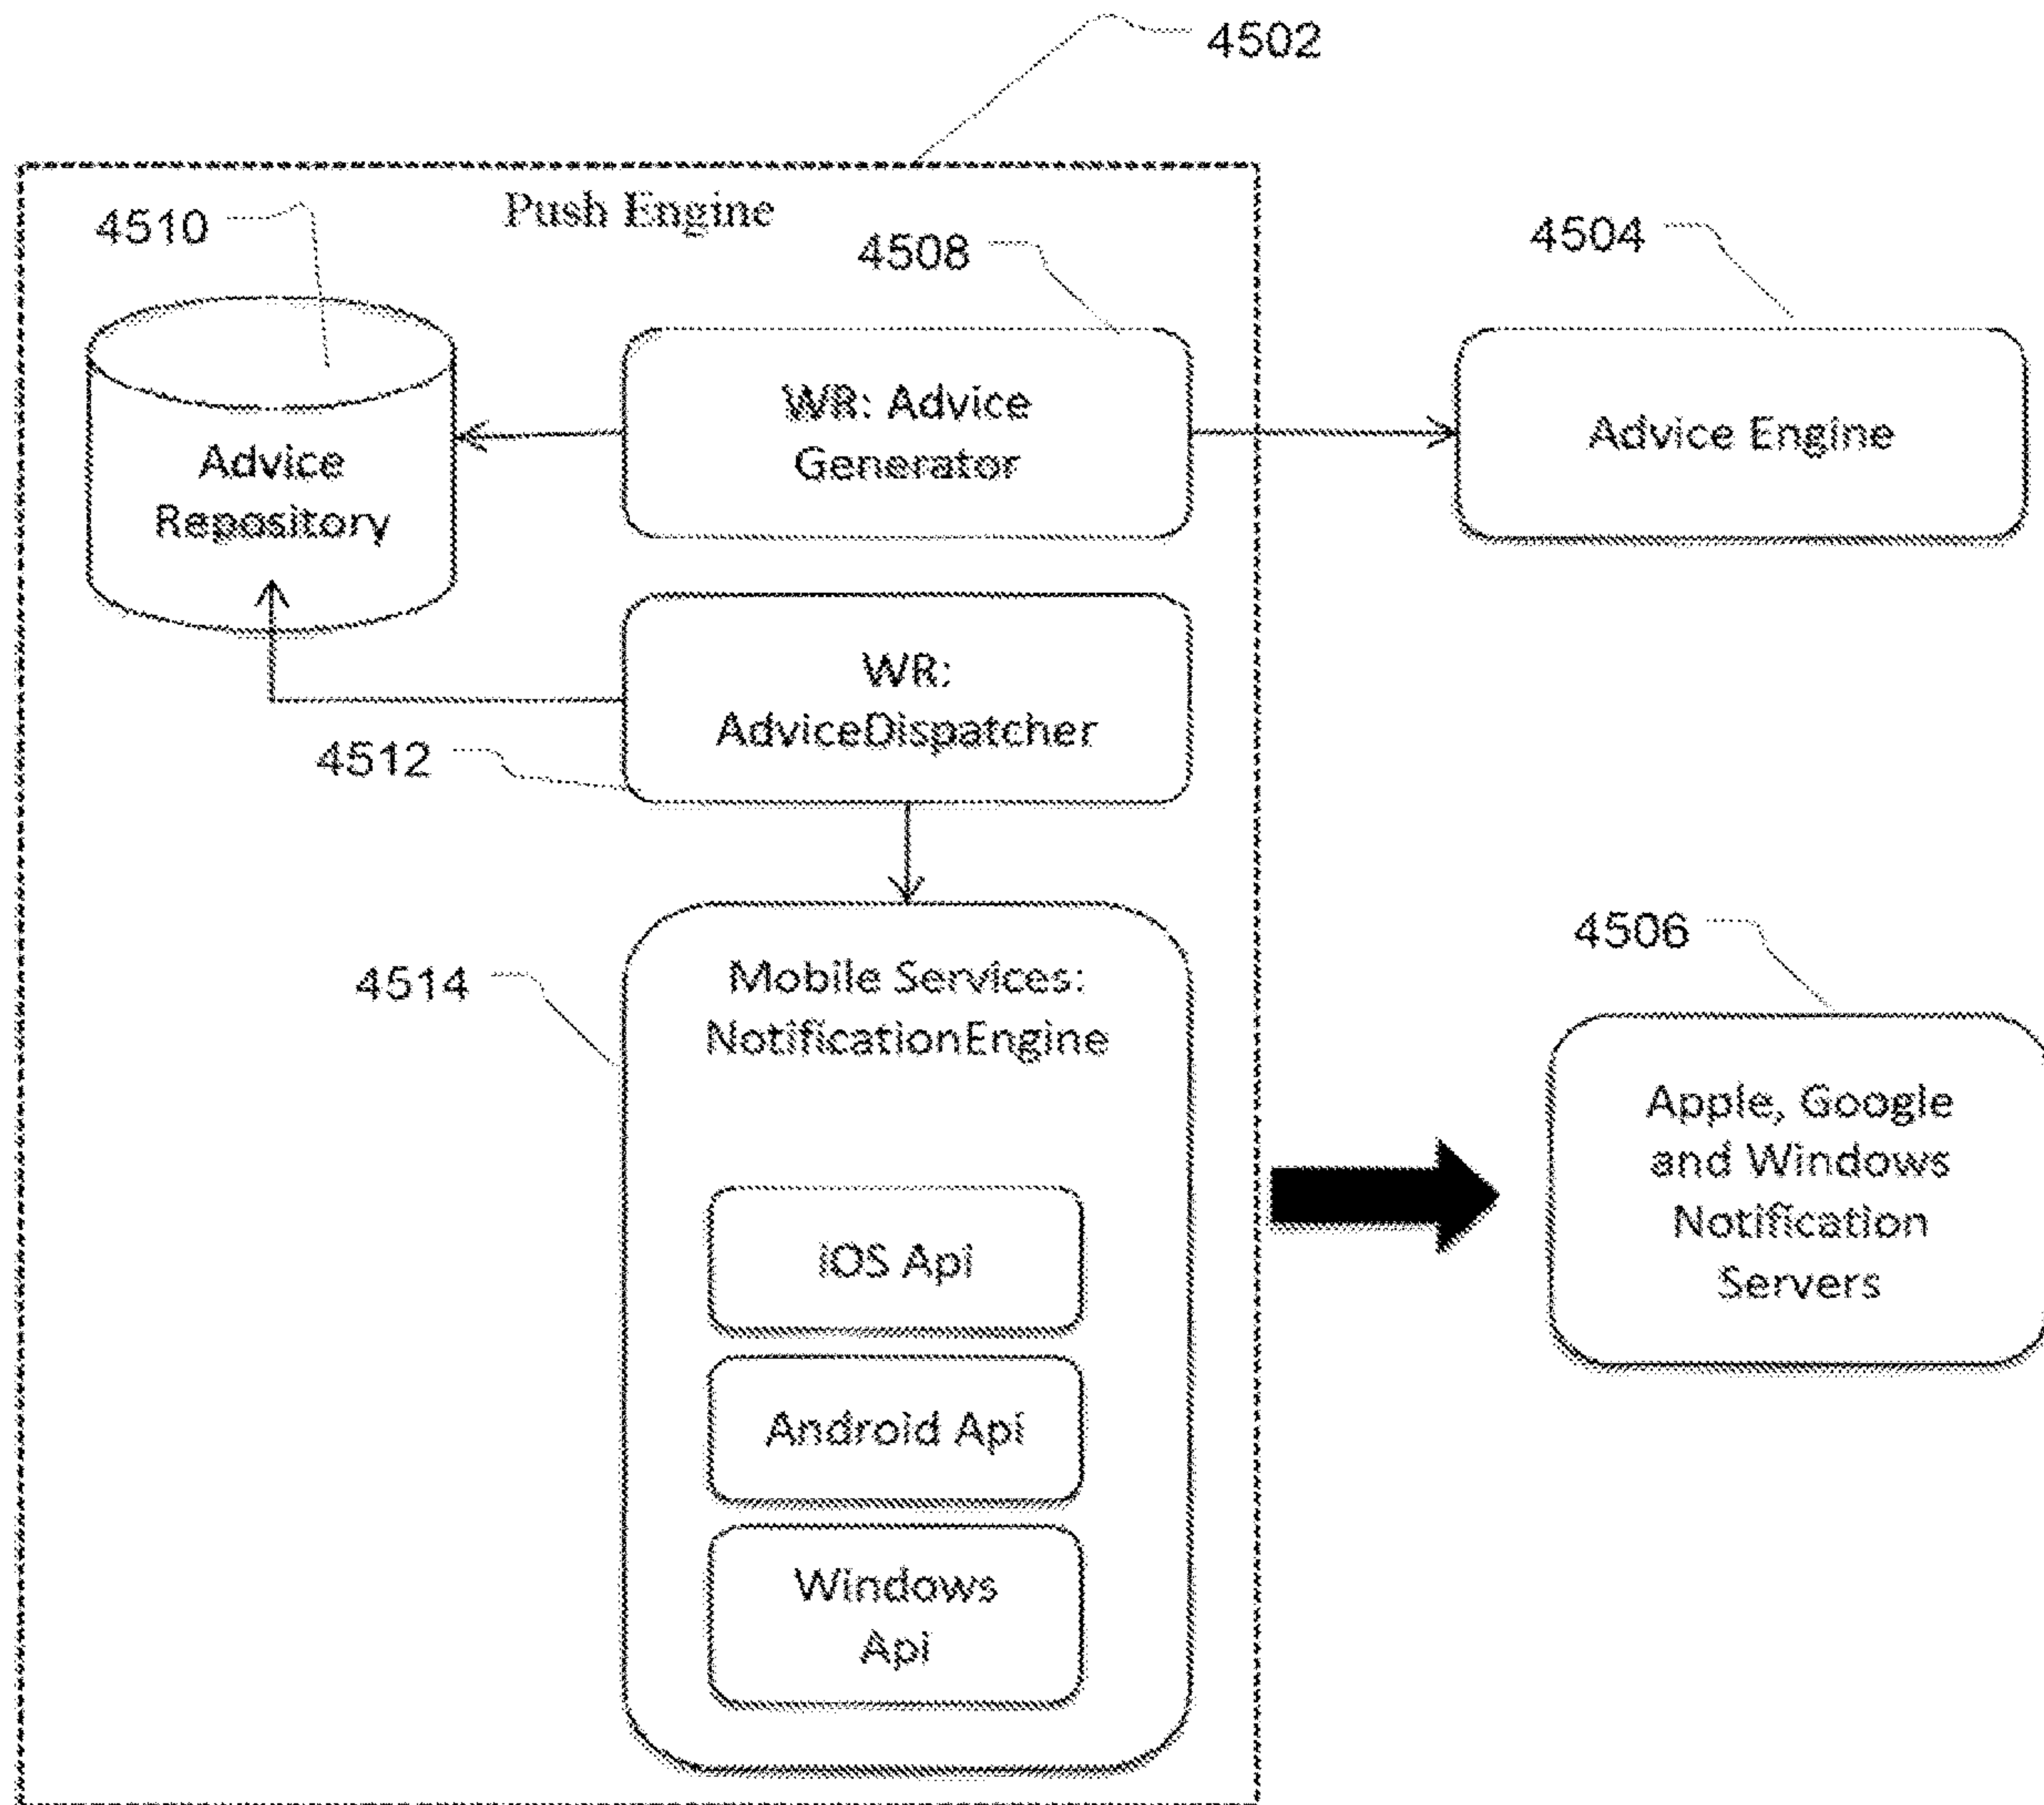 4502
Push Engine
4510
4508
4504
Advice
Repository
WR: Advice
Generator
Advice Engine
WR:
AdviceDispatcher
4512
4514
Mobile Services:
NotificationEngine
4506
Apple, Google
and Windows
Notification
Servers
iOS Api
Android Api
Windows
Api